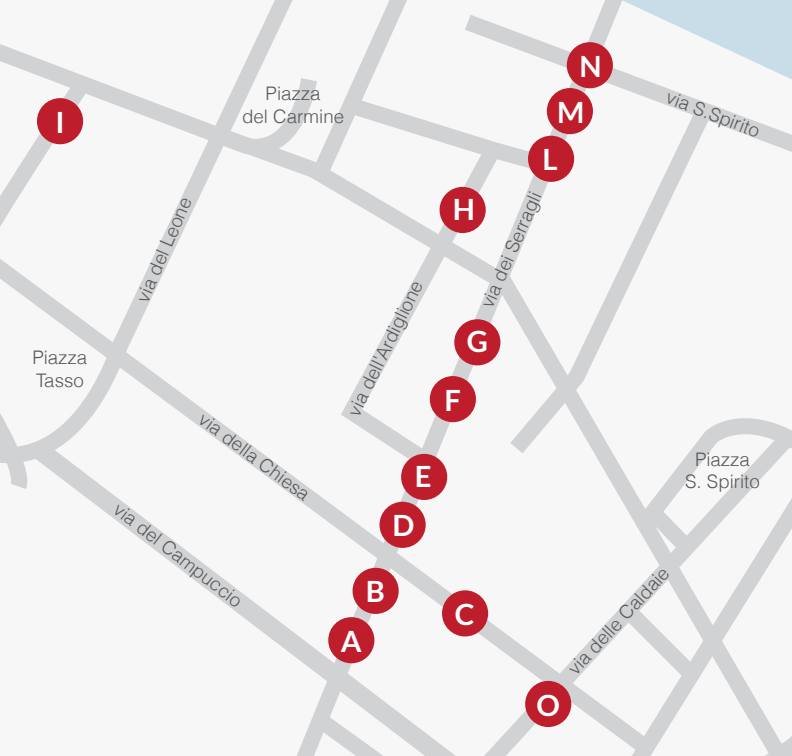 N
via S.Spirito
Piazza
del Carmine
M
I
L
H
via del Leone
via dei Serragli
via dell'Ardiglione
G
Piazza
Tasso
F
via della Chiesa
E
Piazza
S. Spirito
D
via del Campuccio
B
C
via delle Caldaie
A
O